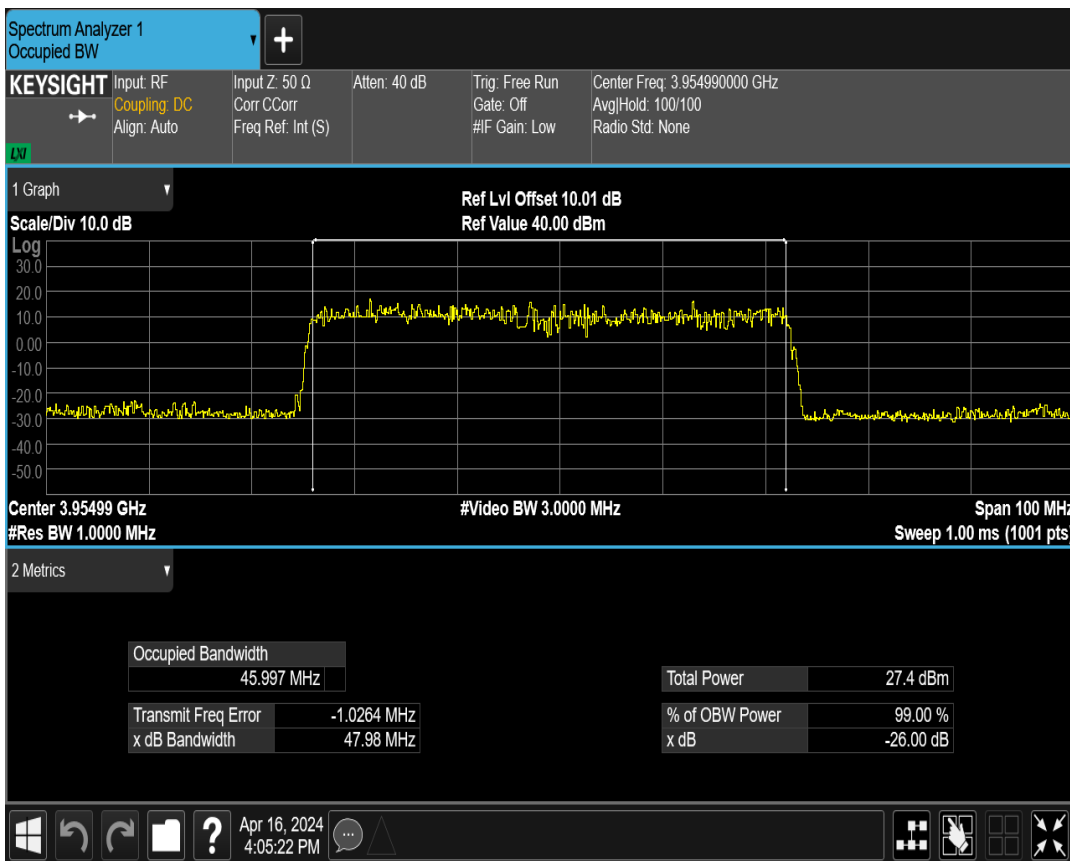 Spectrum Analyzer 1
Occupied BW
+
KEYSIGHT Input: RF Input Z: 50 Ω Atten: 40 dB Trig: Free Run Center Freq: 3.954990000 GHz
Coupling: DC Corr CCorr Gate: Off Avg|Hold: 100/100
Align: Auto Freq Ref: Int (S) #IF Gain: Low Radio Std: None
LXI
1 Graph
Ref Lvl Offset 10.01 dB
Scale/Div 10.0 dB Ref Value 40.00 dBm
Log
30.0
20.0
10.0
0.00
-10.0
-20.0
-30.0
-40.0
-50.0
Center 3.95499 GHz #Video BW 3.0000 MHz Span 100 MHz
#Res BW 1.0000 MHz Sweep 1.00 ms (1001 pts)
2 Metrics
Occupied Bandwidth
45.997 MHz Total Power 27.4 dBm
Transmit Freq Error -1.0264 MHz % of OBW Power 99.00 %
x dB Bandwidth 47.98 MHz x dB -26.00 dB
? Apr 16, 2024
4:05:22 PM